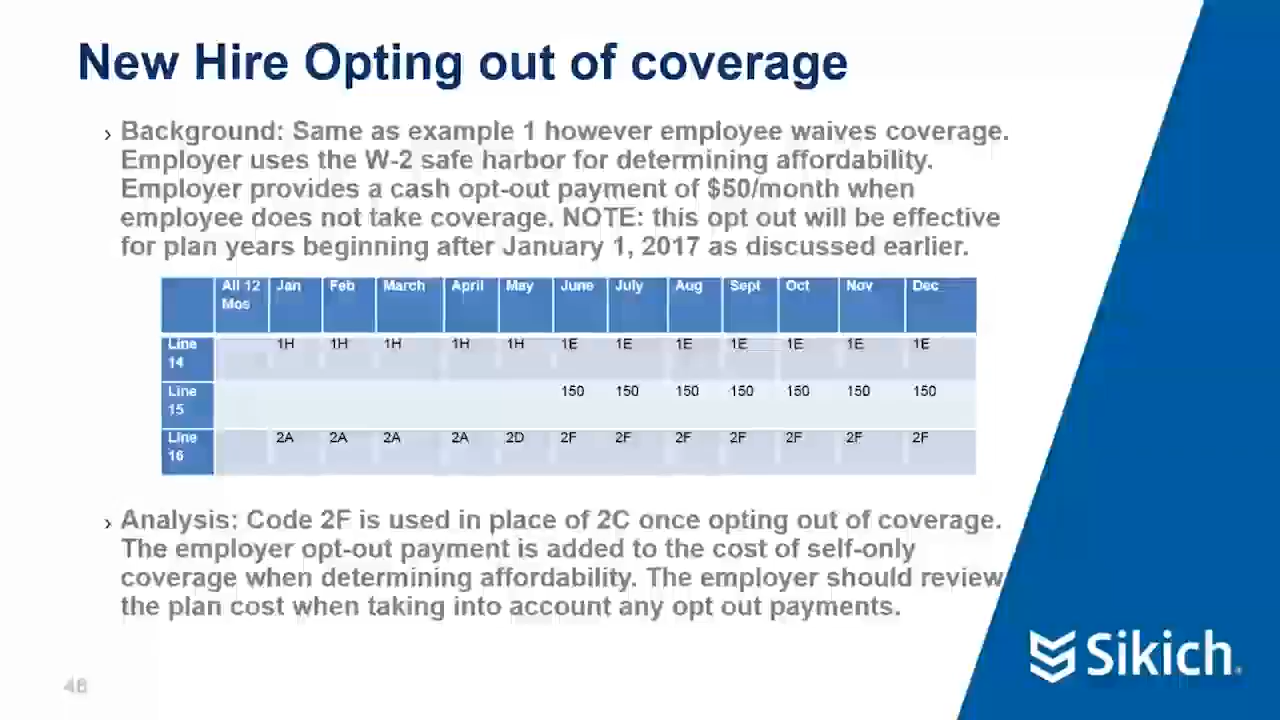 New Hire Opting out of coverage
› Background: Same as example 1 however employee waives coverage.
Employer uses the W-2 safe harbor for determining affordability.
Employer provides a cash opt-out payment of $50/month when
employee does not take coverage. NOTE: this opt out will be effective
for plan years beginning after January 1, 2017 as discussed earlier.
All 12 Mos Jan Feb March April May June July Aug Sept Oct Nov Dec
Line 14 1H 1H 1H 1H 1H 1E 1E 1E 1E 1E 1E 1E
Line 15 150 150 150 150 150 150 150
Line 16 2A 2A 2A 2A 2D 2F 2F 2F 2F 2F 2F 2F
› Analysis: Code 2F is used in place of 2C once opting out of coverage.
The employer opt-out payment is added to the cost of self-only
coverage when determining affordability. The employer should review
the plan cost when taking into account any opt out payments.
Sikich.